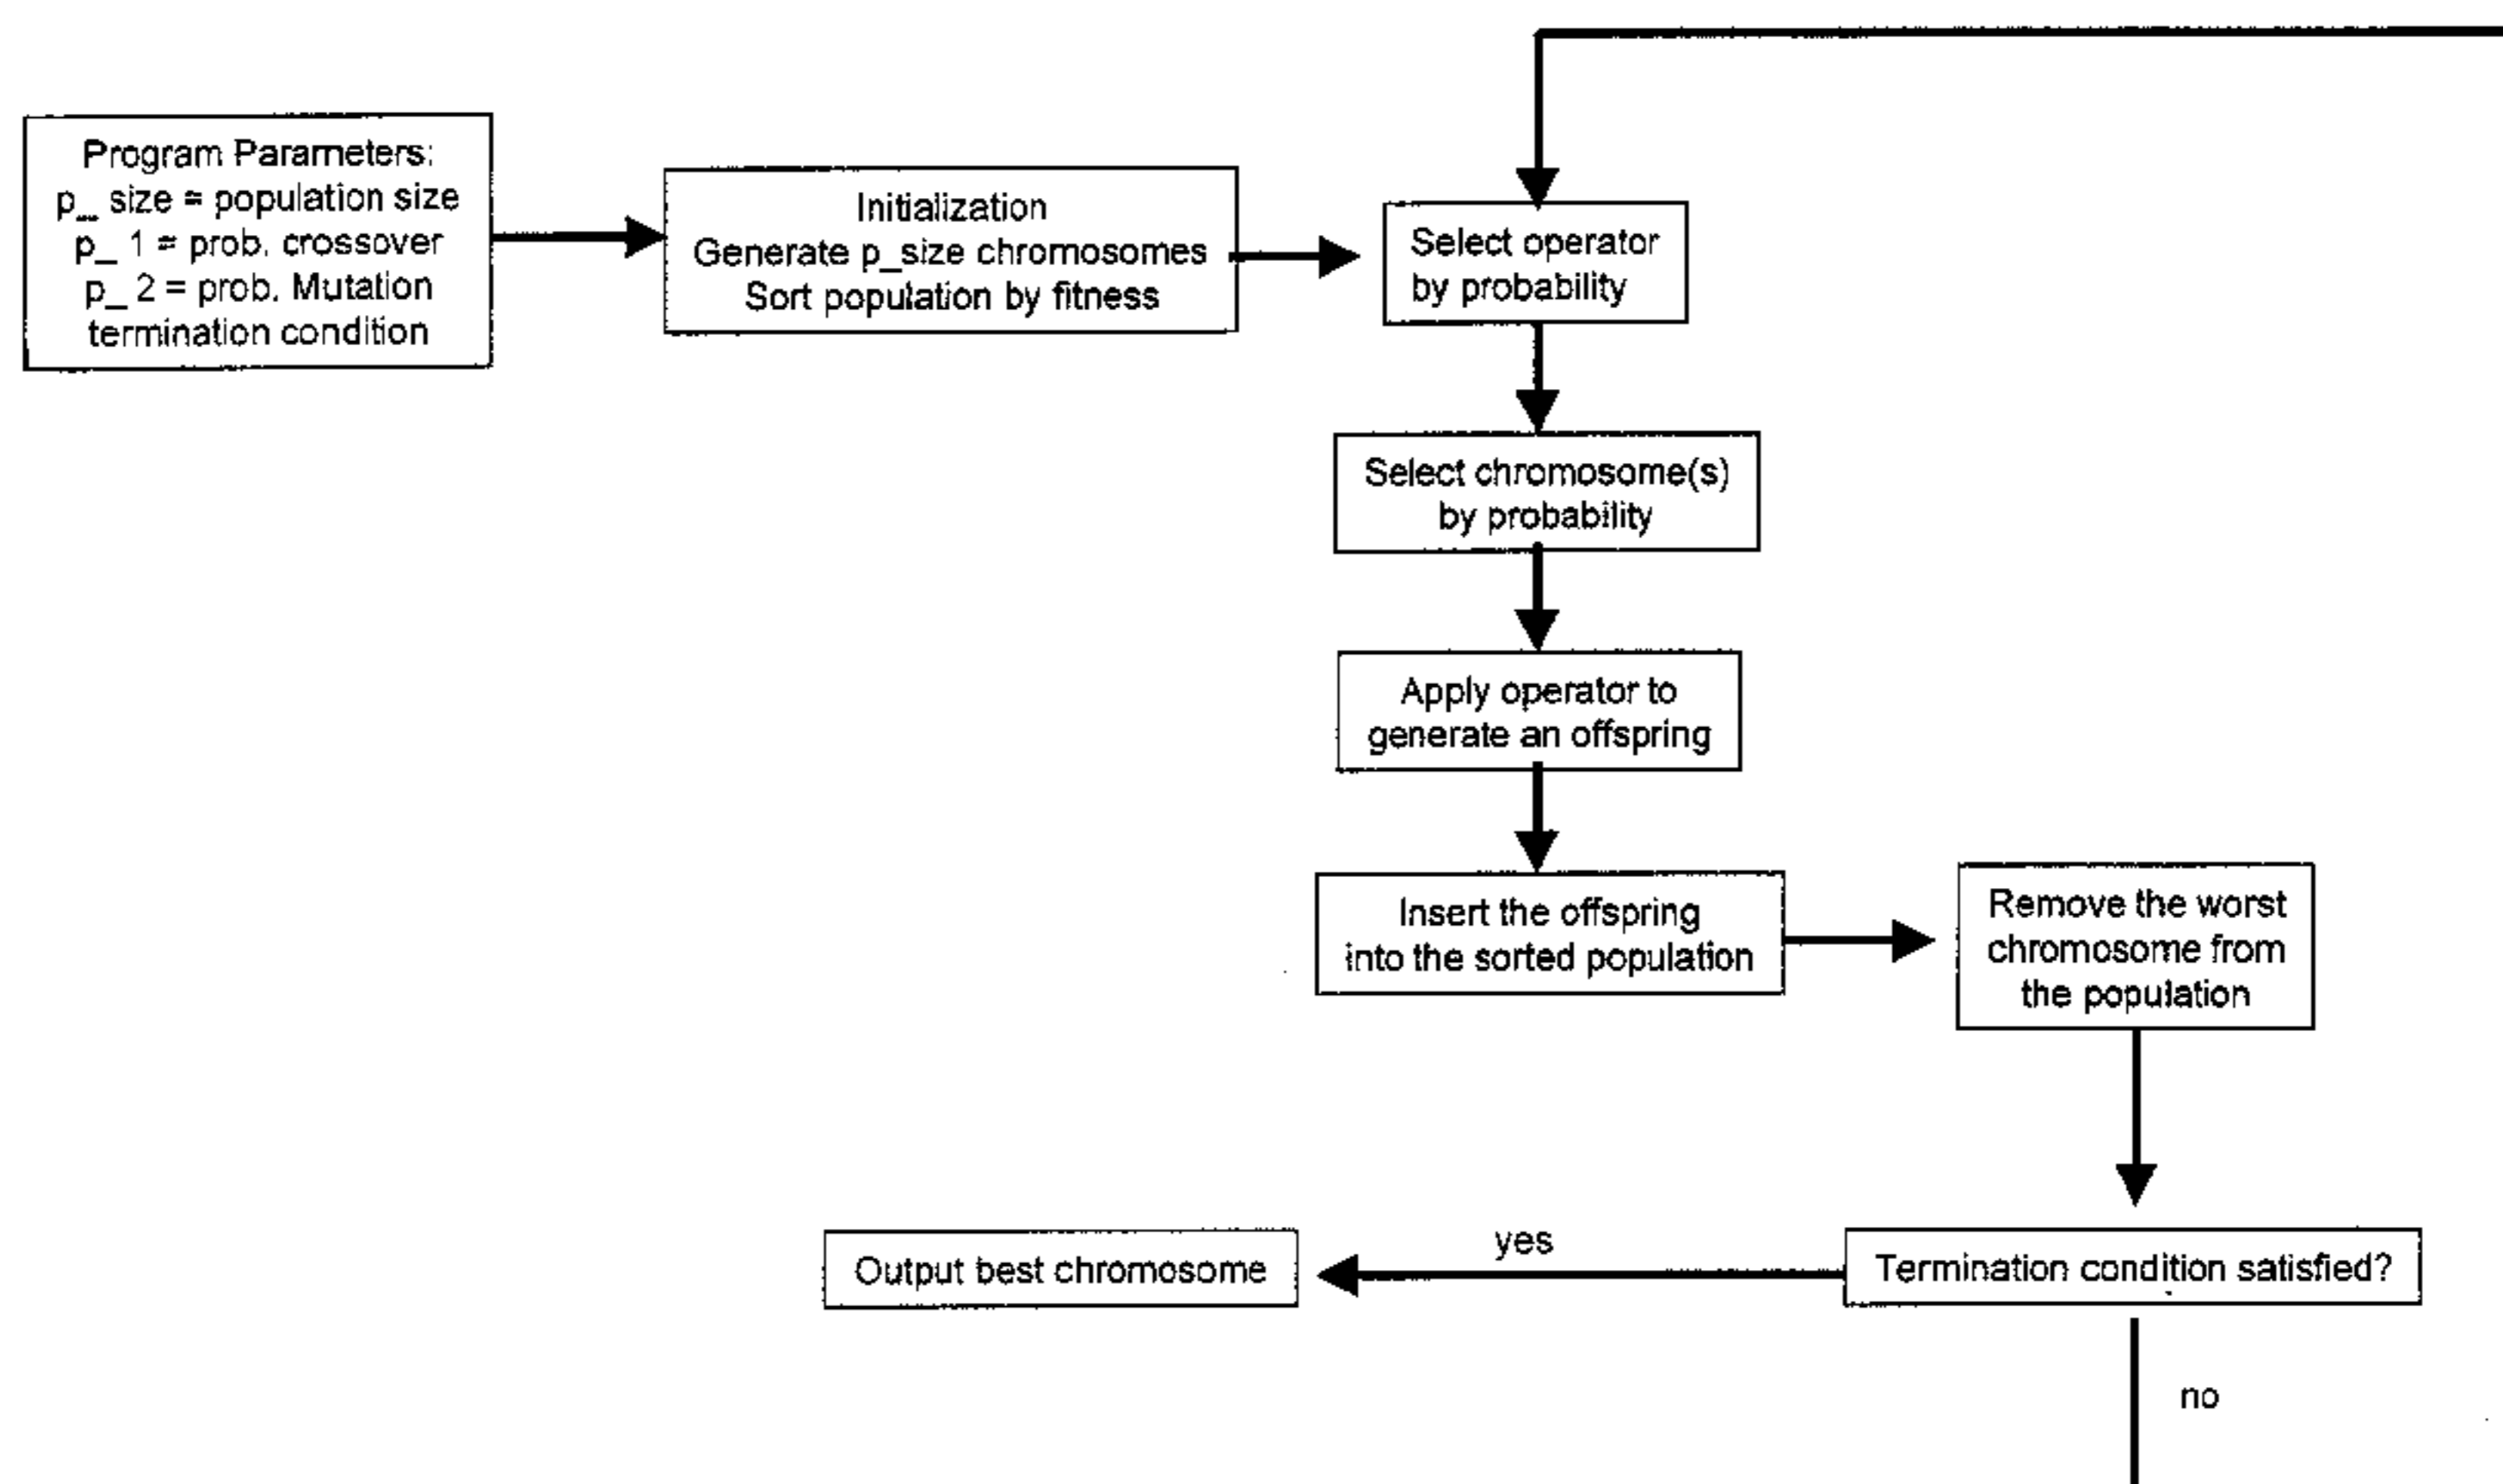 Program Parameters:
p_ size = population size
p_ 1 = prob. crossover
p_ 2 = prob. Mutation
termination condition
Initialization
Generate p_size chromosomes
Sort population by fitness
Select operator
by probability
Select chromosome(s)
by probability
Apply operator to
generate an offspring
Insert the offspring
into the sorted population
Remove the worst
chromosome from
the population
Termination condition satisfied?
yes
Output best chromosome
no